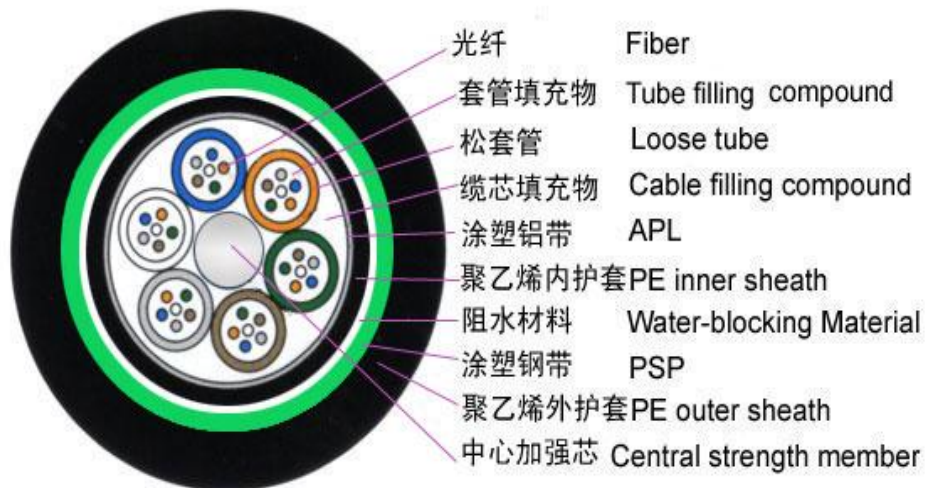 光纤 Fiber
套管填充物 Tube filling compound
松套管 Loose tube
缆芯填充物 Cable filling compound
涂塑铝带 APL
聚乙烯内护套 PE inner sheath
阻水材料 Water-blocking Material
涂塑钢带 PSP
聚乙烯外护套 PE outer sheath
中心加强芯 Central strength member